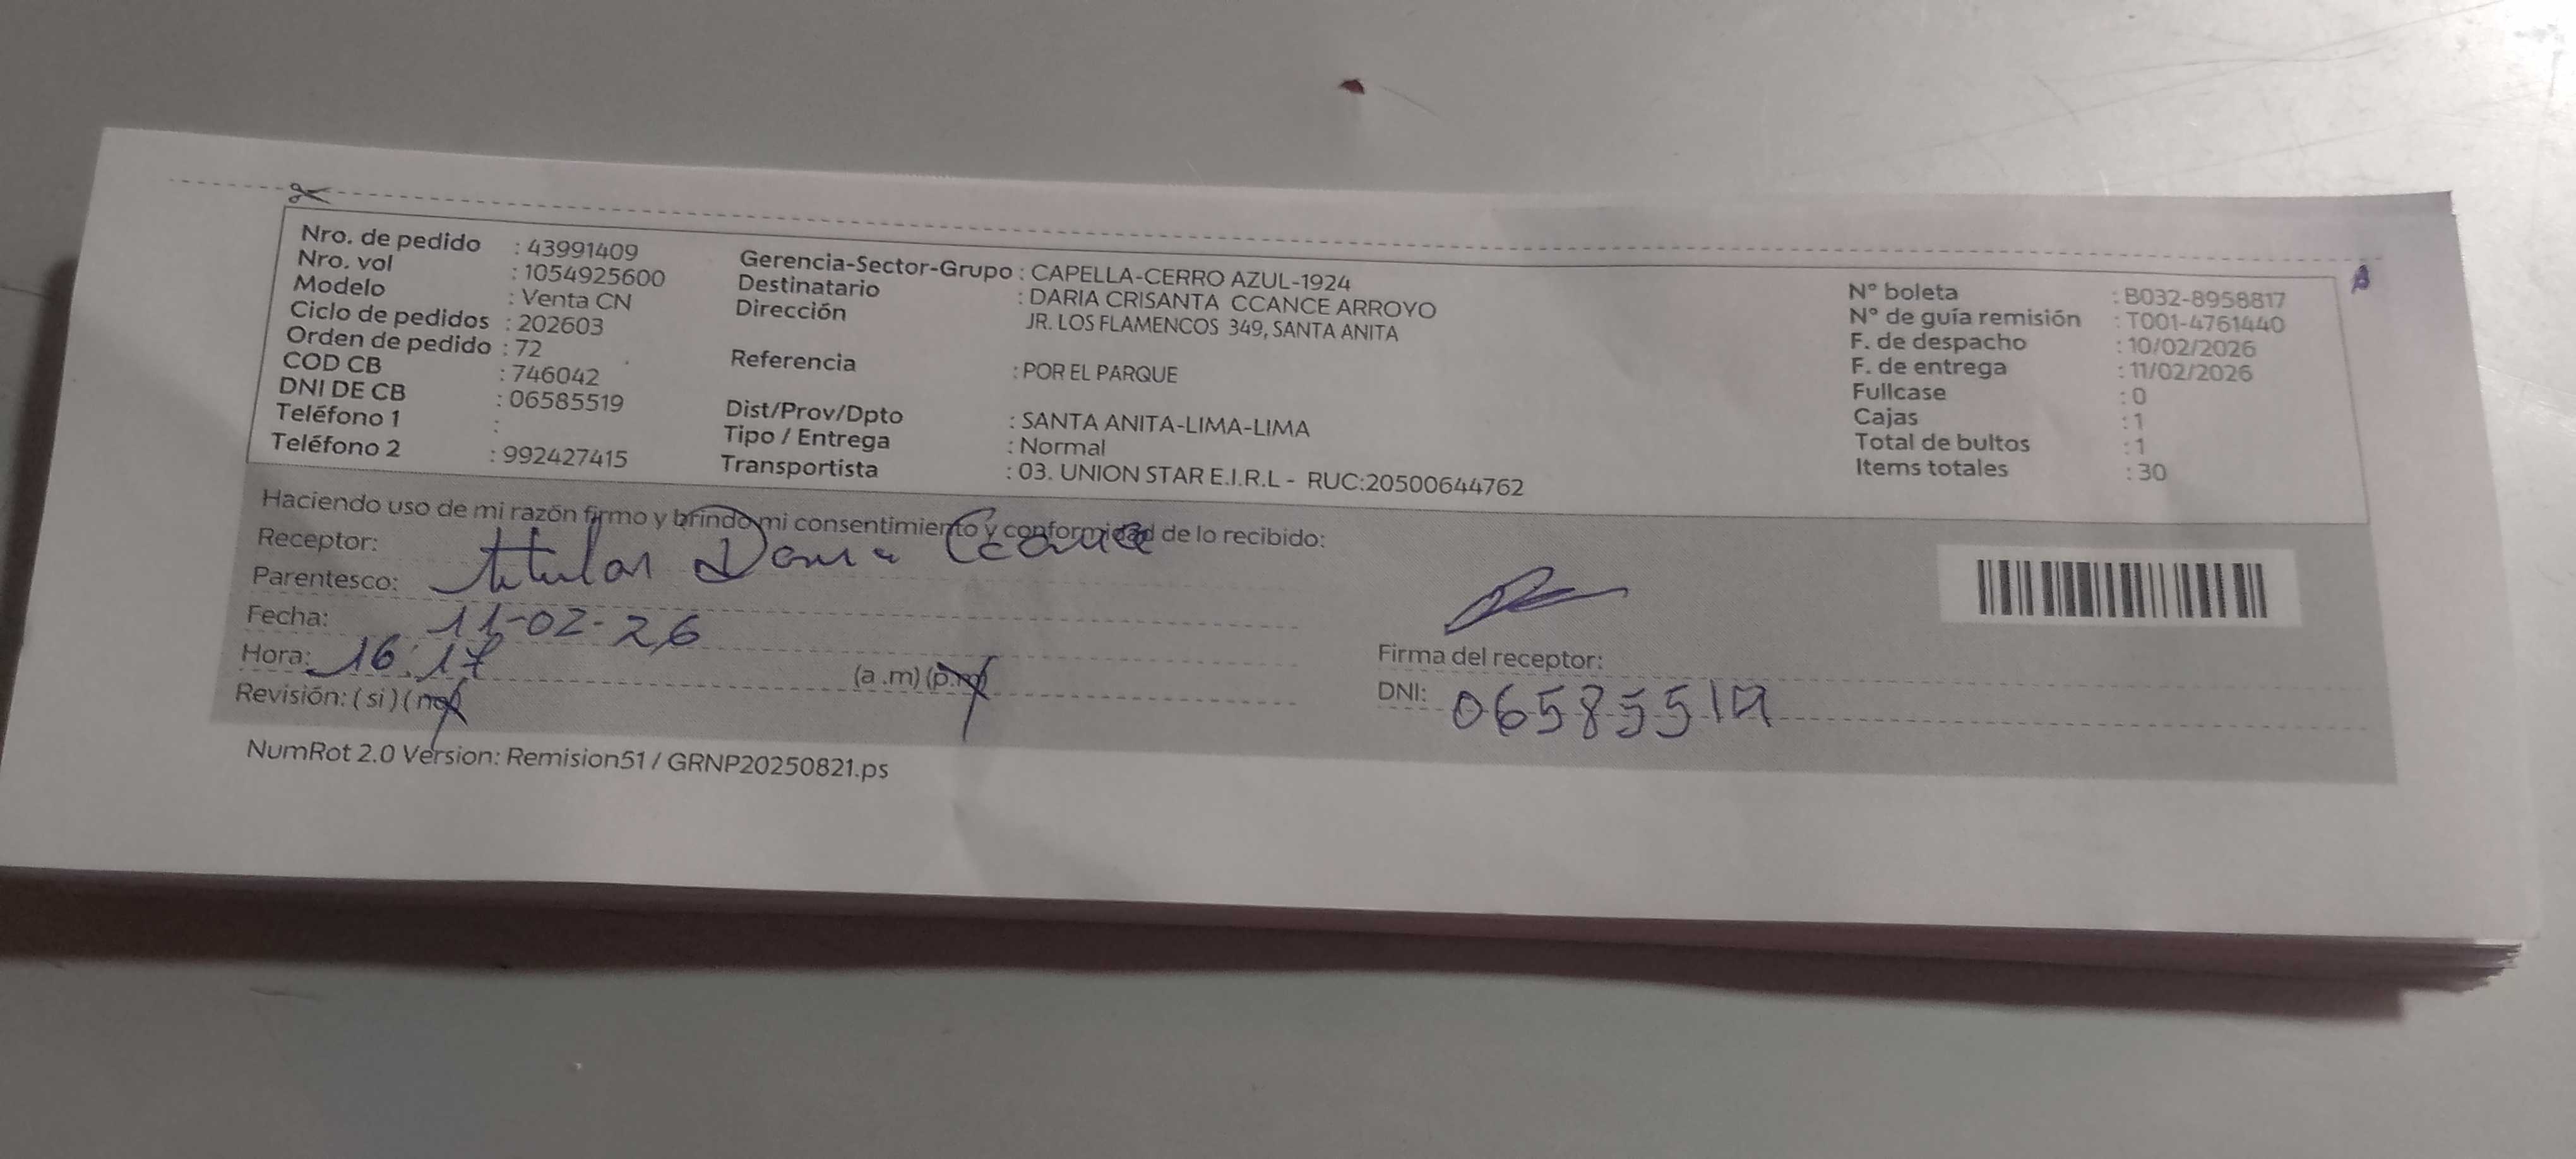 Nro. de pedido : 43991409
Nro. vol : 1054925600
Modelo : Venta CN
Ciclo de pedidos : 202603
Orden de pedido : 72
COD CB : 746042
DNI DE CB : 06585519
Teléfono 1 :
Teléfono 2 : 992427415
Gerencia-Sector-Grupo : CAPELLA-CERRO AZUL-1924
Destinatario : DARIA CRISANTA CCANCE ARROYO
Dirección JR. LOS FLAMENCOS 349, SANTA ANITA
Referencia : POR EL PARQUE
Dist/Prov/Dpto : SANTA ANITA-LIMA-LIMA
Tipo / Entrega : Normal
Transportista : 03. UNION STAR E.I.R.L - RUC:20500644762
N° boleta : B032-8958817
N° de guía remisión : T001-4761440
F. de despacho : 10/02/2026
F. de entrega : 11/02/2026
Fullcase : 0
Cajas : 1
Total de bultos : 1
Items totales : 30
Haciendo uso de mi razón firmo y brindo mi consentimiento y conformidad de lo recibido:
Receptor: titular Daria Ccance
Parentesco:
Fecha: 11-02-26
Hora: 16:17 (a .m) (p.m)
Revisión: ( si ) ( no)
Firma del receptor:
DNI: 06585519
NumRot 2.0 Version: Remision51 / GRNP20250821.ps